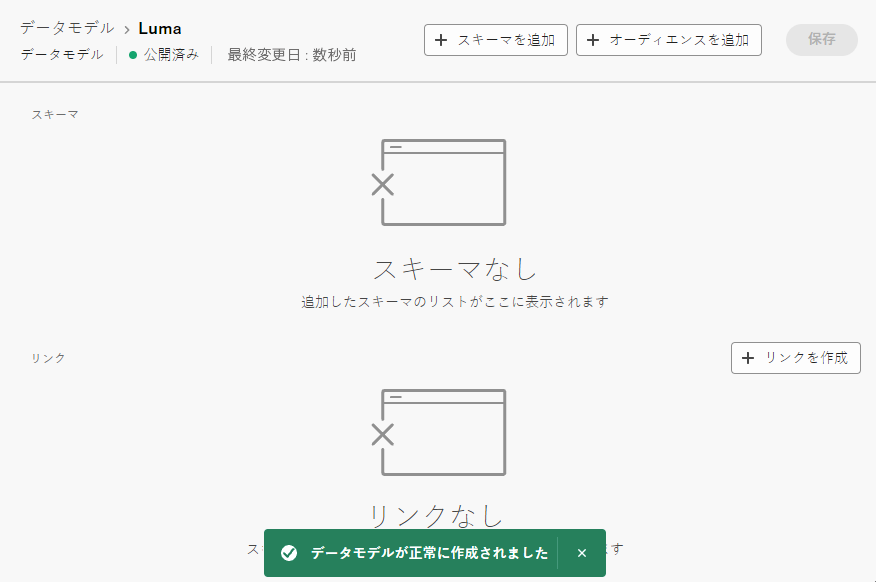 データモデル › Luma
データモデル 公開済み 最終変更日 : 数秒前
スキーマを追加
オーディエンスを追加
保存
スキーマ
スキーマなし
追加したスキーマのリストがここに表示されます
リンク
リンクを作成
リンクなし
ス す
データモデルが正常に作成されました